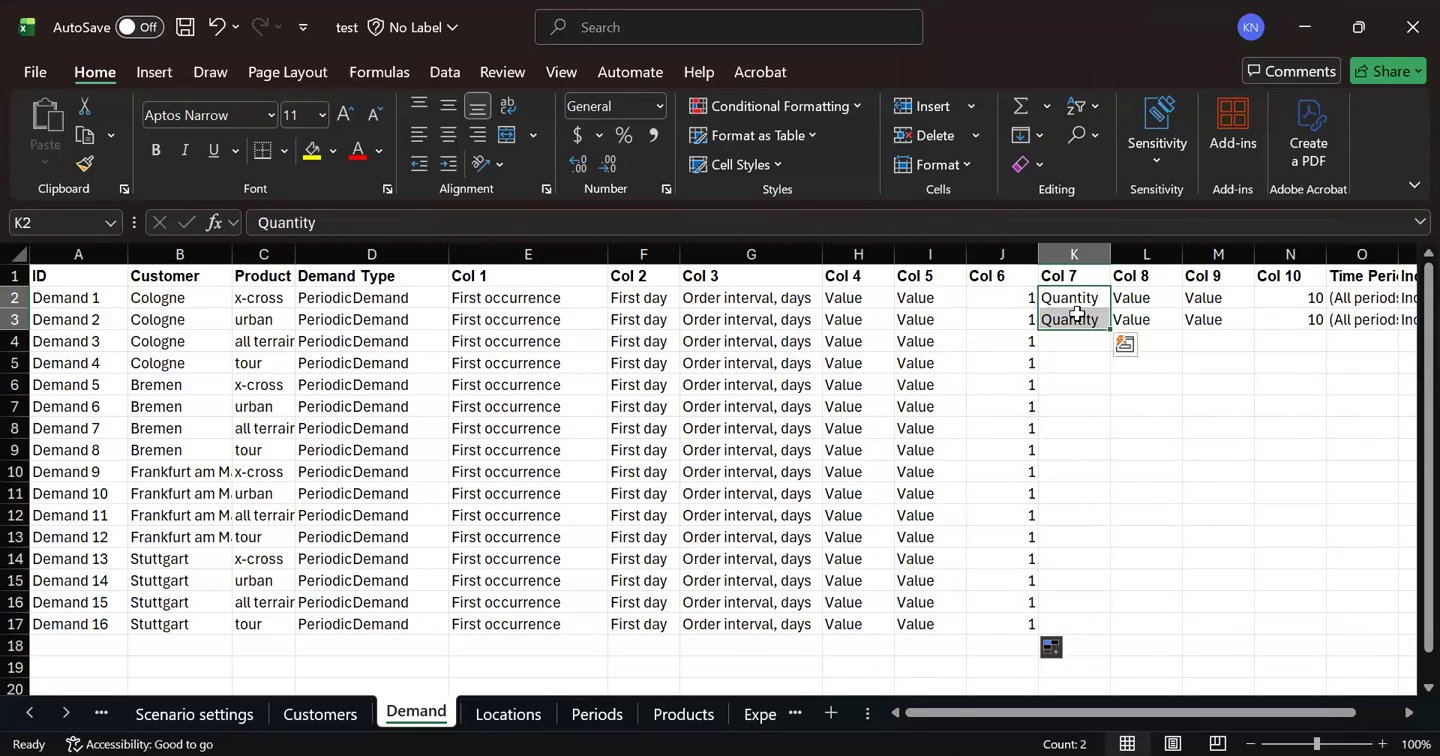 AutoSave Off test No Label Search KN
File Home Insert Draw Page Layout Formulas Data Review View Automate Help Acrobat Comments Share
Paste
Clipboard
Aptos Narrow 11
B I U A
Font
ab
Alignment
General
$ % 9
.00
Number
Conditional Formatting
Format as Table
Cell Styles
Styles
Insert
Delete
Format
Cells
Editing
Sensitivity
Sensitivity
Add-ins
Add-ins
Create
a PDF
Adobe Acrobat
K2 fx Quantity
A B C D E F G H I J K L M N O
1 ID Customer Product Demand Type Col 1 Col 2 Col 3 Col 4 Col 5 Col 6 Col 7 Col 8 Col 9 Col 10 Time Peri Inc
2 Demand 1 Cologne x-cross PeriodicDemand First occurrence First day Order interval, days Value Value 1 Quantity Value Value 10 (All period: Inc
3 Demand 2 Cologne urban PeriodicDemand First occurrence First day Order interval, days Value Value 1 Quantity Value Value 10 (All period: Inc
4 Demand 3 Cologne all terrair PeriodicDemand First occurrence First day Order interval, days Value Value 1
5 Demand 4 Cologne tour PeriodicDemand First occurrence First day Order interval, days Value Value 1
6 Demand 5 Bremen x-cross PeriodicDemand First occurrence First day Order interval, days Value Value 1
7 Demand 6 Bremen urban PeriodicDemand First occurrence First day Order interval, days Value Value 1
8 Demand 7 Bremen all terrair PeriodicDemand First occurrence First day Order interval, days Value Value 1
9 Demand 8 Bremen tour PeriodicDemand First occurrence First day Order interval, days Value Value 1
10 Demand 9 Frankfurt am M x-cross PeriodicDemand First occurrence First day Order interval, days Value Value 1
11 Demand 10 Frankfurt am M urban PeriodicDemand First occurrence First day Order interval, days Value Value 1
12 Demand 11 Frankfurt am M all terrair PeriodicDemand First occurrence First day Order interval, days Value Value 1
13 Demand 12 Frankfurt am M tour PeriodicDemand First occurrence First day Order interval, days Value Value 1
14 Demand 13 Stuttgart x-cross PeriodicDemand First occurrence First day Order interval, days Value Value 1
15 Demand 14 Stuttgart urban PeriodicDemand First occurrence First day Order interval, days Value Value 1
16 Demand 15 Stuttgart all terrair PeriodicDemand First occurrence First day Order interval, days Value Value 1
17 Demand 16 Stuttgart tour PeriodicDemand First occurrence First day Order interval, days Value Value 1
18
19
20
Scenario settings Customers Demand Locations Periods Products Expe
Ready Accessibility: Good to go Count: 2 100%